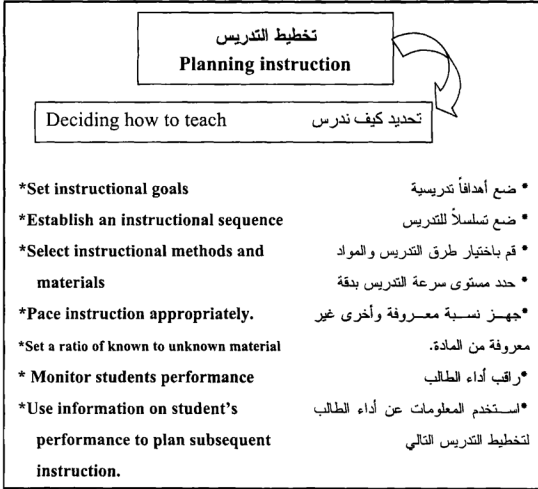 تخطيط التدريس
Planning instruction
Deciding how to teach تحديد كيف ندرس
*Set instructional goals
*Establish an instructional sequence
*Select instructional methods and
materials
*Pace instruction appropriately.
*Set a ratio of known to unknown material
* Monitor students performance
*Use information on student's
performance to plan subsequent
instruction.
* ضع أهدافاً تدريسية
* ضع تسلسلاً للتدريس
* قم باختيار طرق التدريس والمواد
* حدد مستوى سرعة التدريس بدقة
*جهز نسبة معروفة وأخرى غير
معروفة من المادة.
*راقب أداء الطالب
*استخدم المعلومات عن أداء الطالب
لتخطيط التدريس التالي